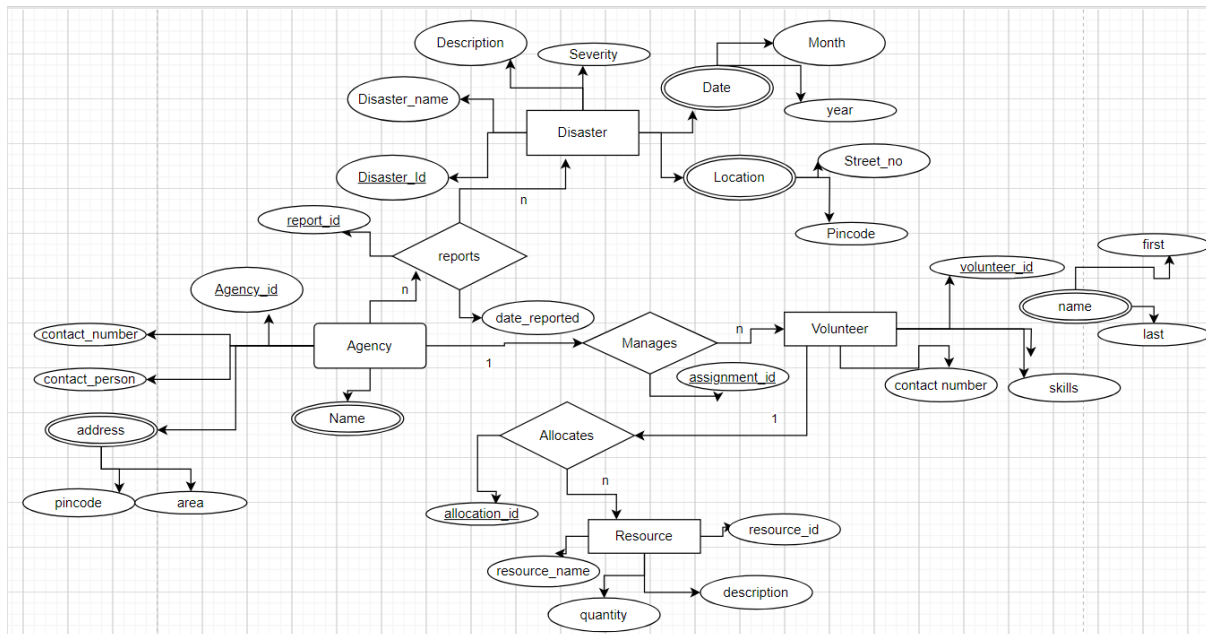 Description
Severity
Month
Disaster_name
Date
year
Disaster
Disaster_Id
Location
Street_no
n
report_id
Pincode
reports
first
Agency_id
volunteer_id
n
name
contact_number
date_reported
n
Volunteer
last
Agency
Manages
1
contact_person
assignment_id
contact number
skills
Name
address
Allocates
1
n
pincode
area
allocation_id
Resource
resource_id
resource_name
description
quantity